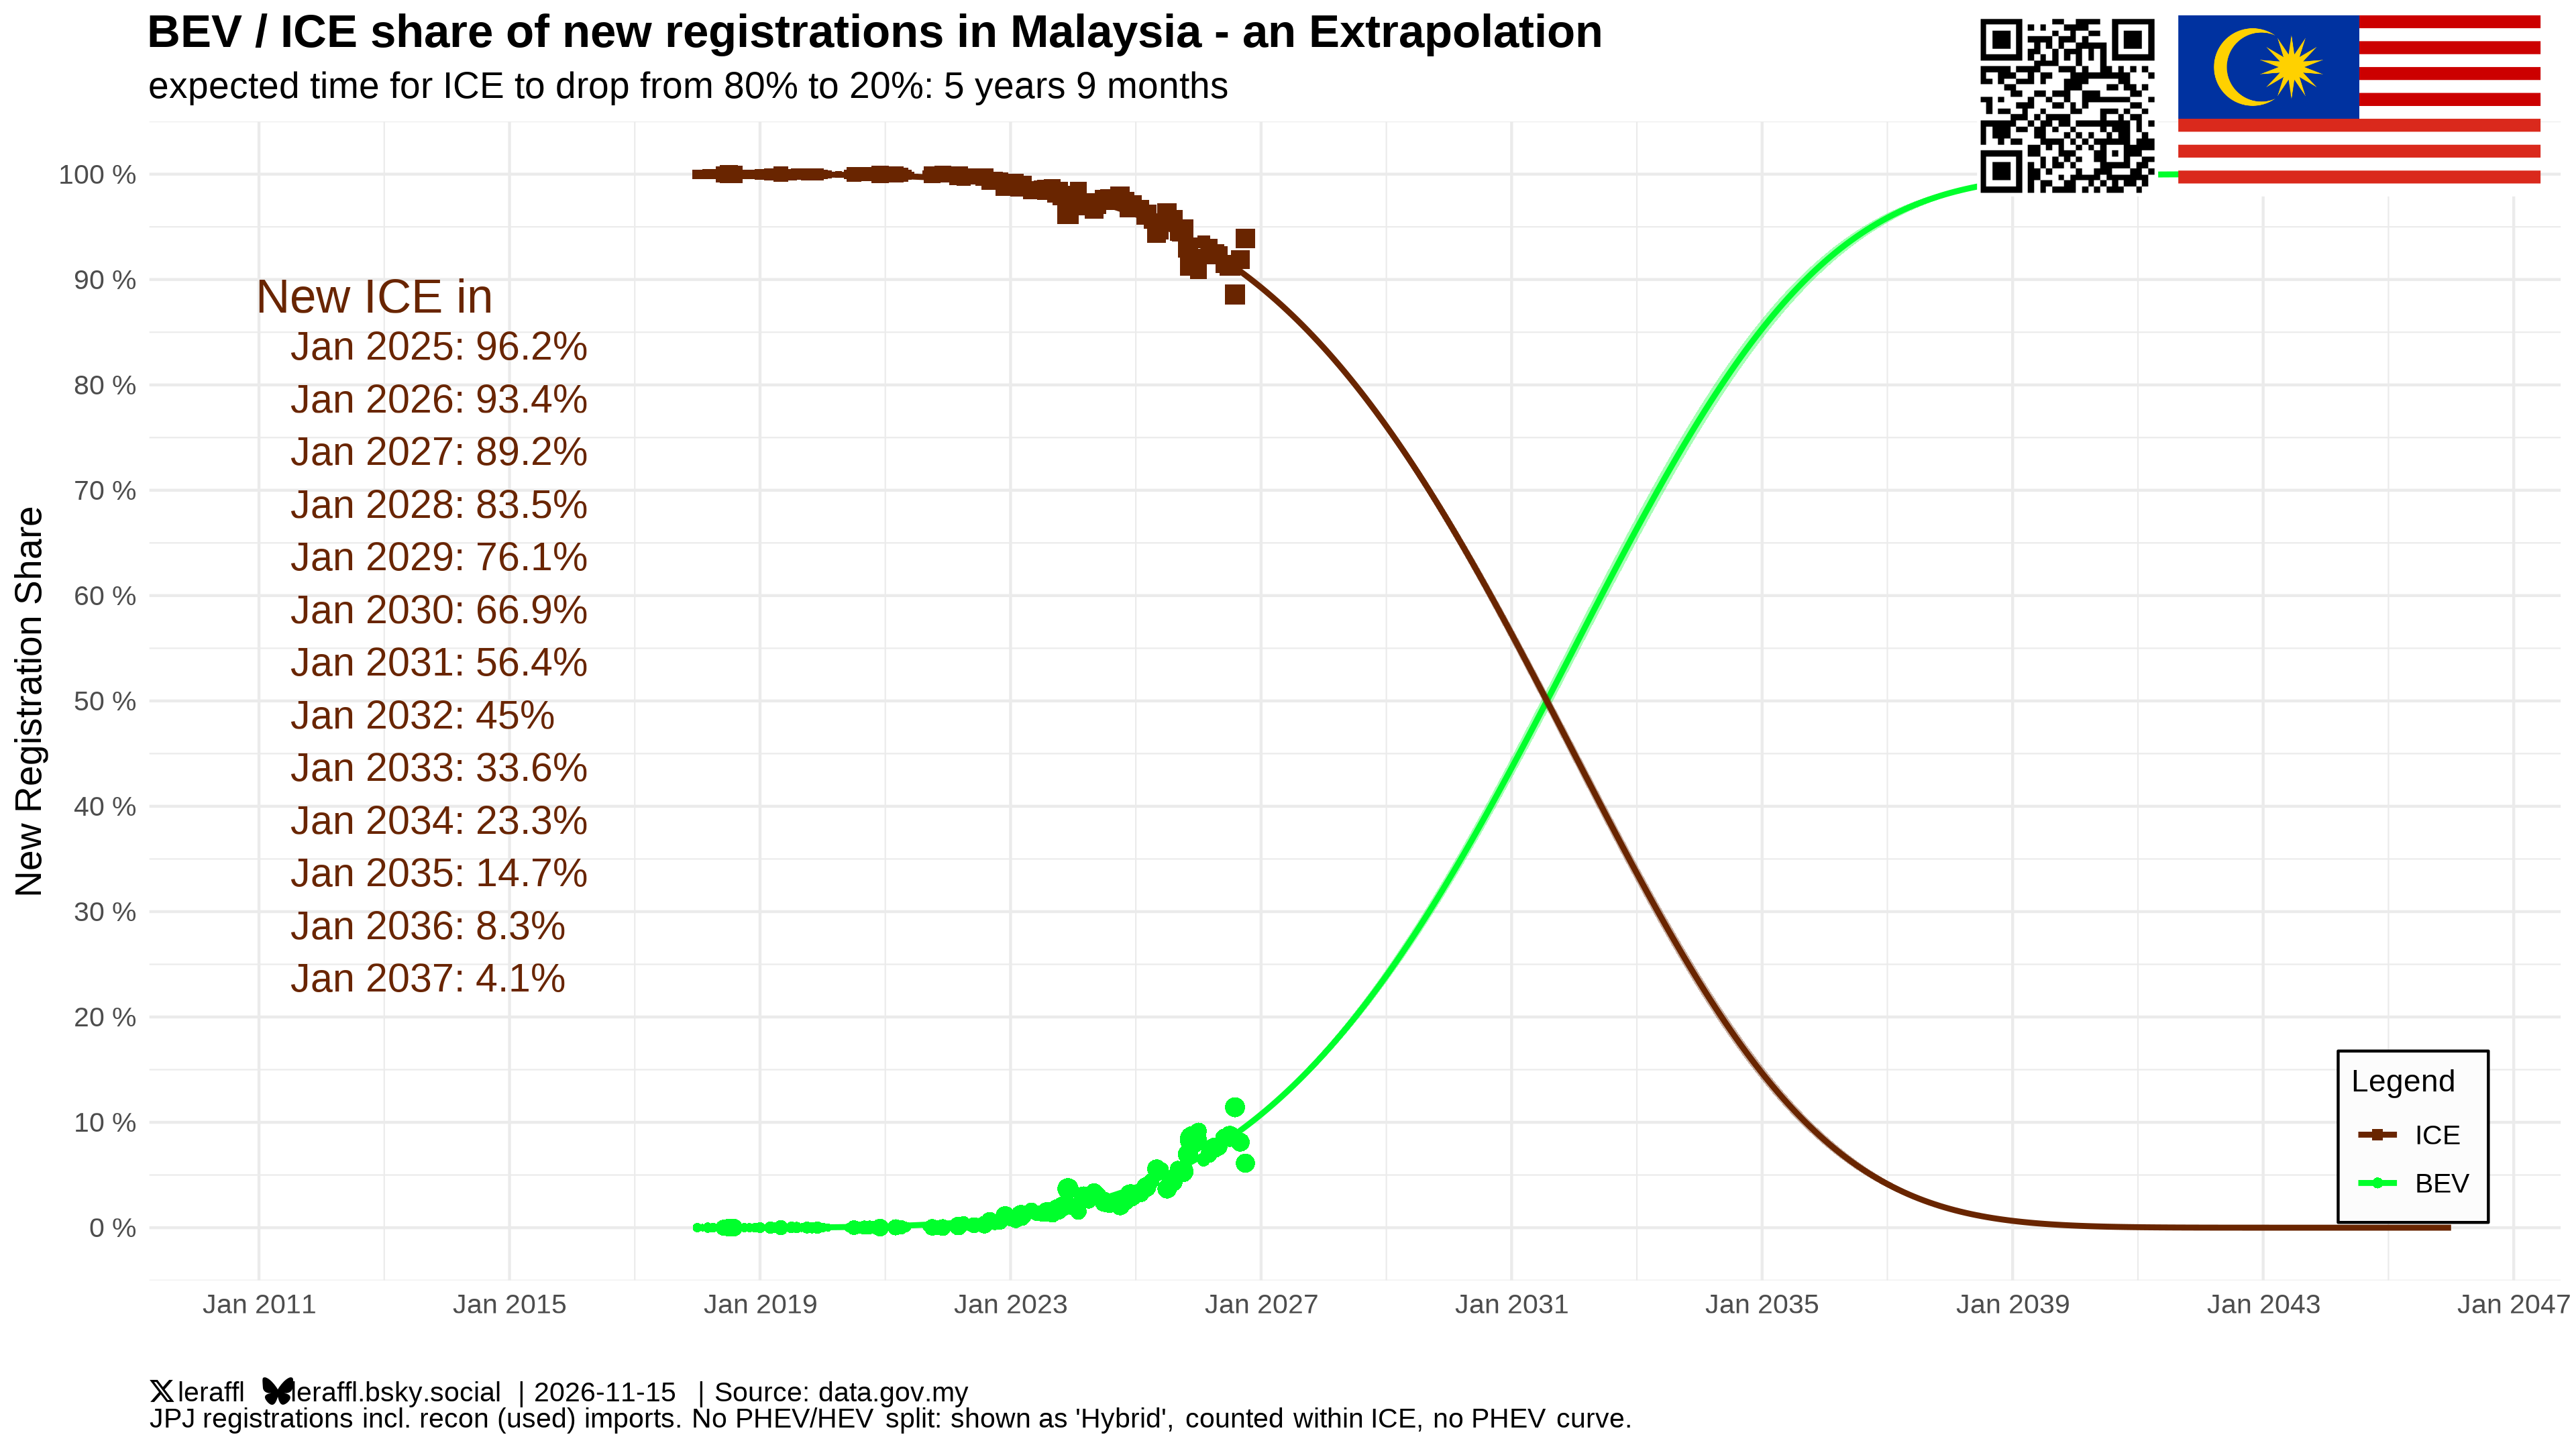 BEV / ICE share of new registrations in Malaysia - an Extrapolation
expected time for ICE to drop from 80% to 20%: 5 years 9 months
New Registration Share
100 %
90 %
80 %
70 %
60 %
50 %
40 %
30 %
20 %
10 %
0 %
New ICE in
Jan 2025: 96.2%
Jan 2026: 93.4%
Jan 2027: 89.2%
Jan 2028: 83.5%
Jan 2029: 76.1%
Jan 2030: 66.9%
Jan 2031: 56.4%
Jan 2032: 45%
Jan 2033: 33.6%
Jan 2034: 23.3%
Jan 2035: 14.7%
Jan 2036: 8.3%
Jan 2037: 4.1%
Legend
ICE
BEV
Jan 2011 Jan 2015 Jan 2019 Jan 2023 Jan 2027 Jan 2031 Jan 2035 Jan 2039 Jan 2043 Jan 2047
leraffl leraffl.bsky.social | 2026-11-15 | Source: data.gov.my
JPJ registrations incl. recon (used) imports. No PHEV/HEV split: shown as 'Hybrid', counted within ICE, no PHEV curve.